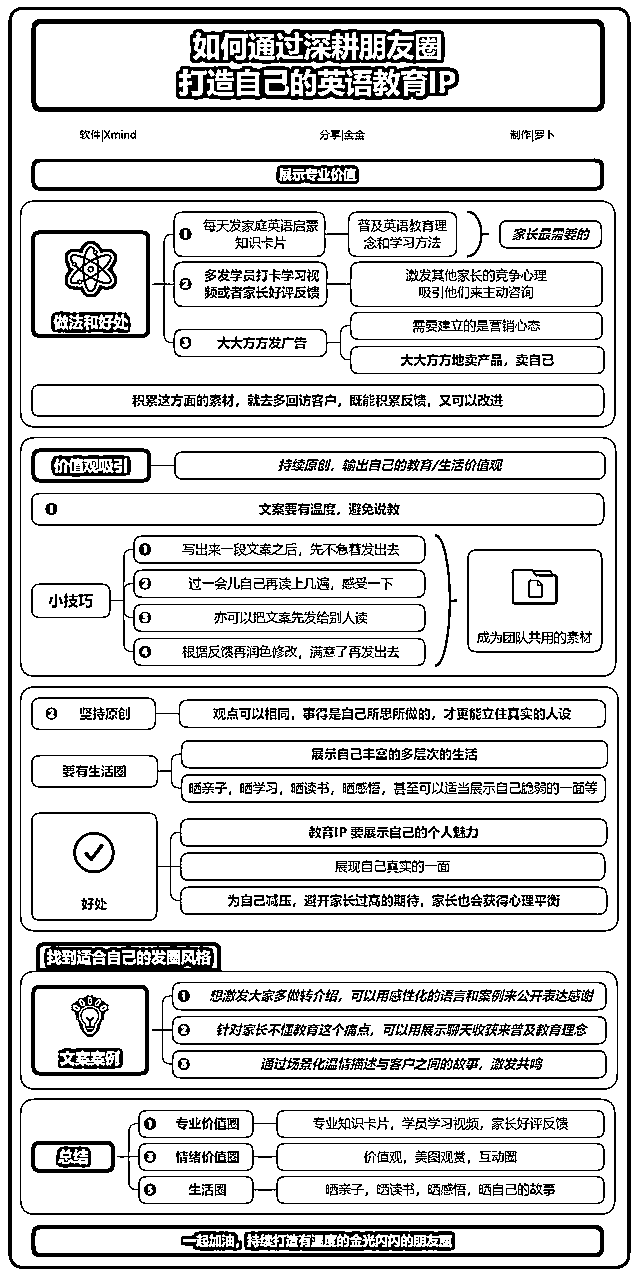 如何通过深耕朋友圈
打造自己的英语教育IP
软件|Xmind
分享|金金
制作|罗卜
展示专业价值
做法和好处
❶ 每天发家庭英语启蒙
知识卡片
普及英语教育理
念和学习方法
家长最需要的
❷ 多发学员打卡学习视
频或者家长好评反馈
激发其他家长的竞争心理
吸引他们来主动咨询
❸ 大大方方发广告
需要建立的是营销心态
大大方方地卖产品，卖自己
积累这方面的素材，就去多回访客户，既能积累反馈，又可以改进
价值观吸引
持续原创，输出自己的教育/生活价值观
❶ 文案要有温度，避免说教
小技巧
❶ 写出来一段文案之后，先不急着发出去
❷ 过一会儿自己再读上几遍，感受一下
❸ 亦可以把文案先发给别人读
❹ 根据反馈再润色修改，满意了再发出去
成为团队共用的素材
❷ 坚持原创
观点可以相同，事得是自己所思所做的，才更能立住真实的人设
要有生活圈
展示自己丰富的多层次的生活
晒亲子，晒学习，晒读书，晒感悟，甚至可以适当展示自己脆弱的一面等
好处
教育IP 要展示自己的个人魅力
展现自己真实的一面
为自己减压，避开家长过高的期待，家长也会获得心理平衡
找到适合自己的发圈风格
文案案例
❶ 想激发大家多做转介绍，可以用感性化的语言和案例来公开表达感谢
❷ 针对家长不懂教育这个痛点，可以用展示聊天收获来普及教育理念
❸ 通过场景化温情描述与客户之间的故事，激发共鸣
总结
❶ 专业价值圈
专业知识卡片，学员学习视频，家长好评反馈
❸ 情绪价值圈
价值观，美图观赏，互动圈
❺ 生活圈
晒亲子，晒读书，晒感悟，晒自己的故事
一起加油，持续打造有温度的金光闪闪的朋友圈